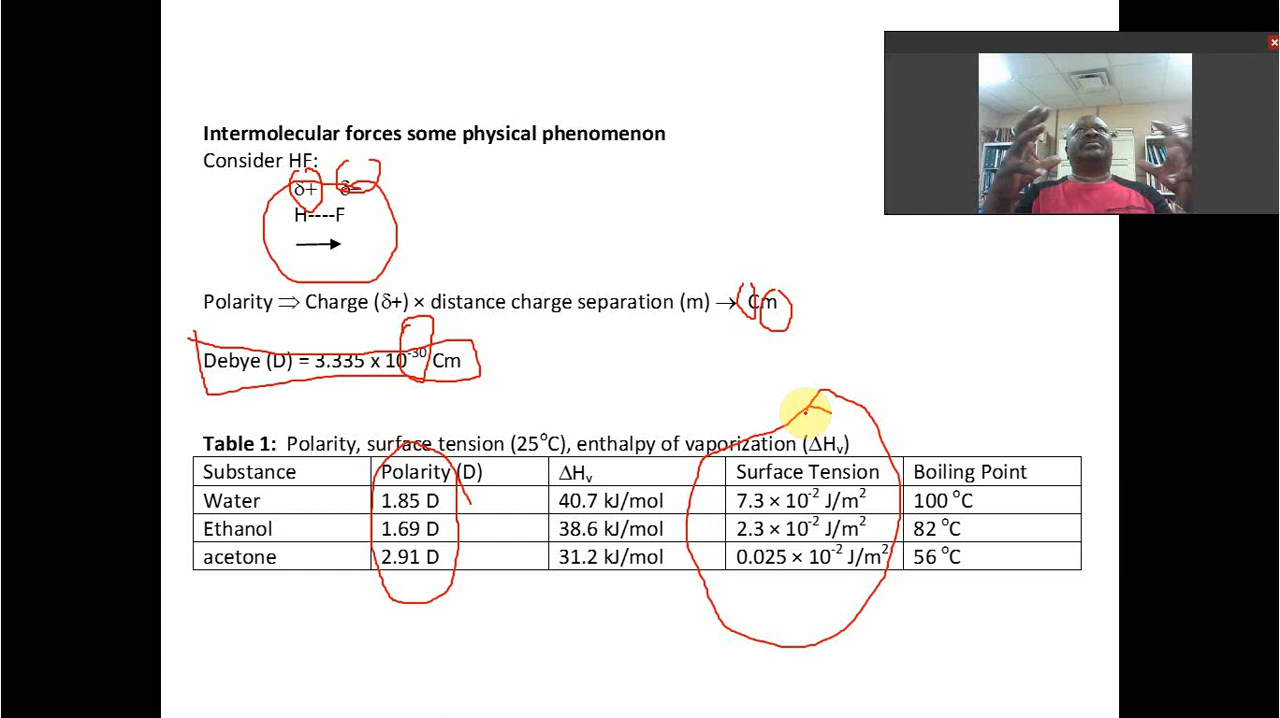 Intermolecular forces some physical phenomenon
Consider HF:
δ+ δ–
H----F
Polarity ⇒ Charge (δ+) × distance charge separation (m) → Cm
Debye (D) = 3.335 x 10⁻³⁰ Cm
Table 1: Polarity, surface tension (25°C), enthalpy of vaporization (ΔHᵥ)
Substance Polarity (D) ΔHᵥ Surface Tension Boiling Point
Water 1.85 D 40.7 kJ/mol 7.3 × 10⁻² J/m² 100 °C
Ethanol 1.69 D 38.6 kJ/mol 2.3 × 10⁻² J/m² 82 °C
acetone 2.91 D 31.2 kJ/mol 0.025 × 10⁻² J/m² 56 °C